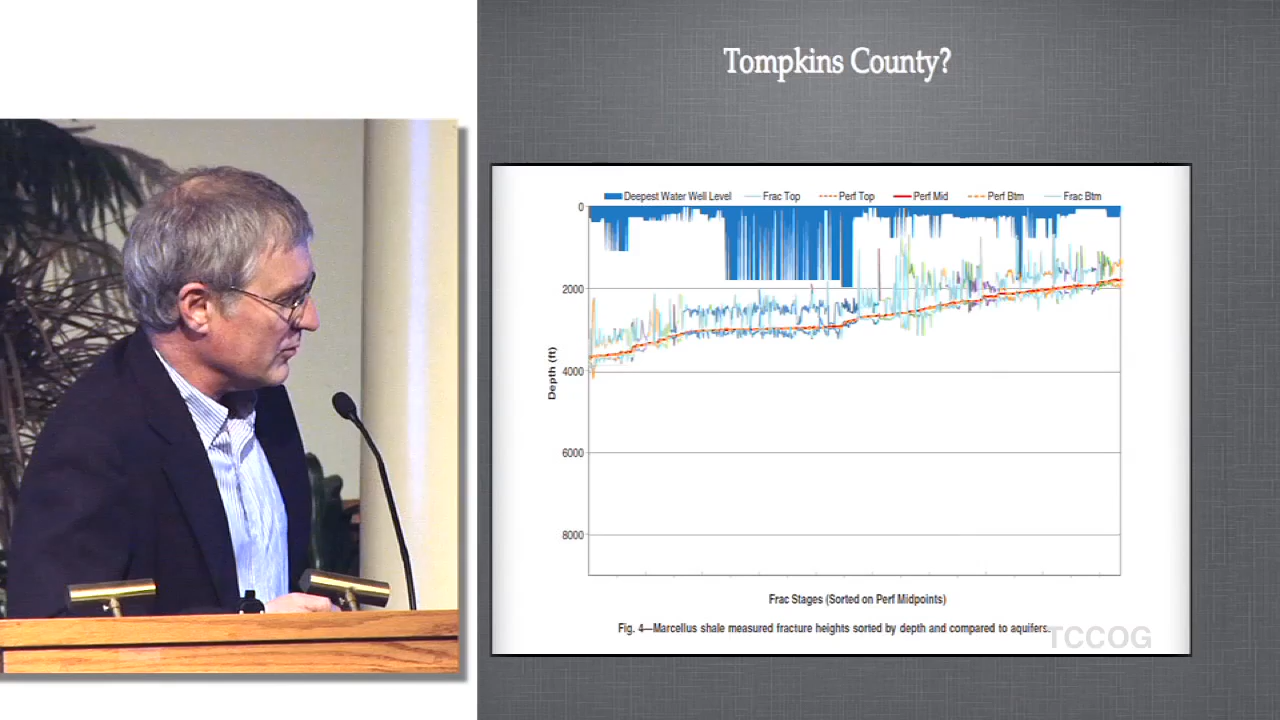 Tompkins County?
Deepest Water Well Level Frac Top Perf Top Perf Mid Perf Btm Frac Btm
0
2000
4000
6000
8000
Depth (ft)
Frac Stages (Sorted on Perf Midpoints)
Fig. 4—Marcellus shale measured fracture heights sorted by depth and compared to aquifers.
TCCOG